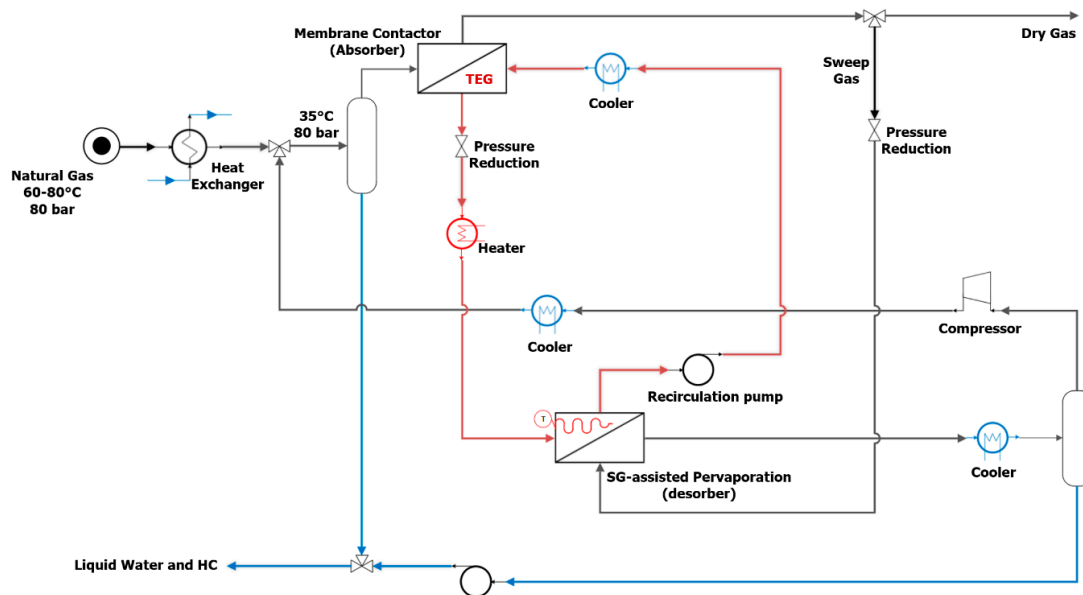 Membrane Contactor
(Absorber)
TEG
Cooler
Dry Gas
Sweep
Gas
35°C
80 bar
Pressure
Reduction
Pressure
Reduction
Heat
Exchanger
Natural Gas
60-80°C
80 bar
Heater
Cooler
Compressor
Recirculation pump
T
SG-assisted Pervaporation
(desorber)
Cooler
Liquid Water and HC